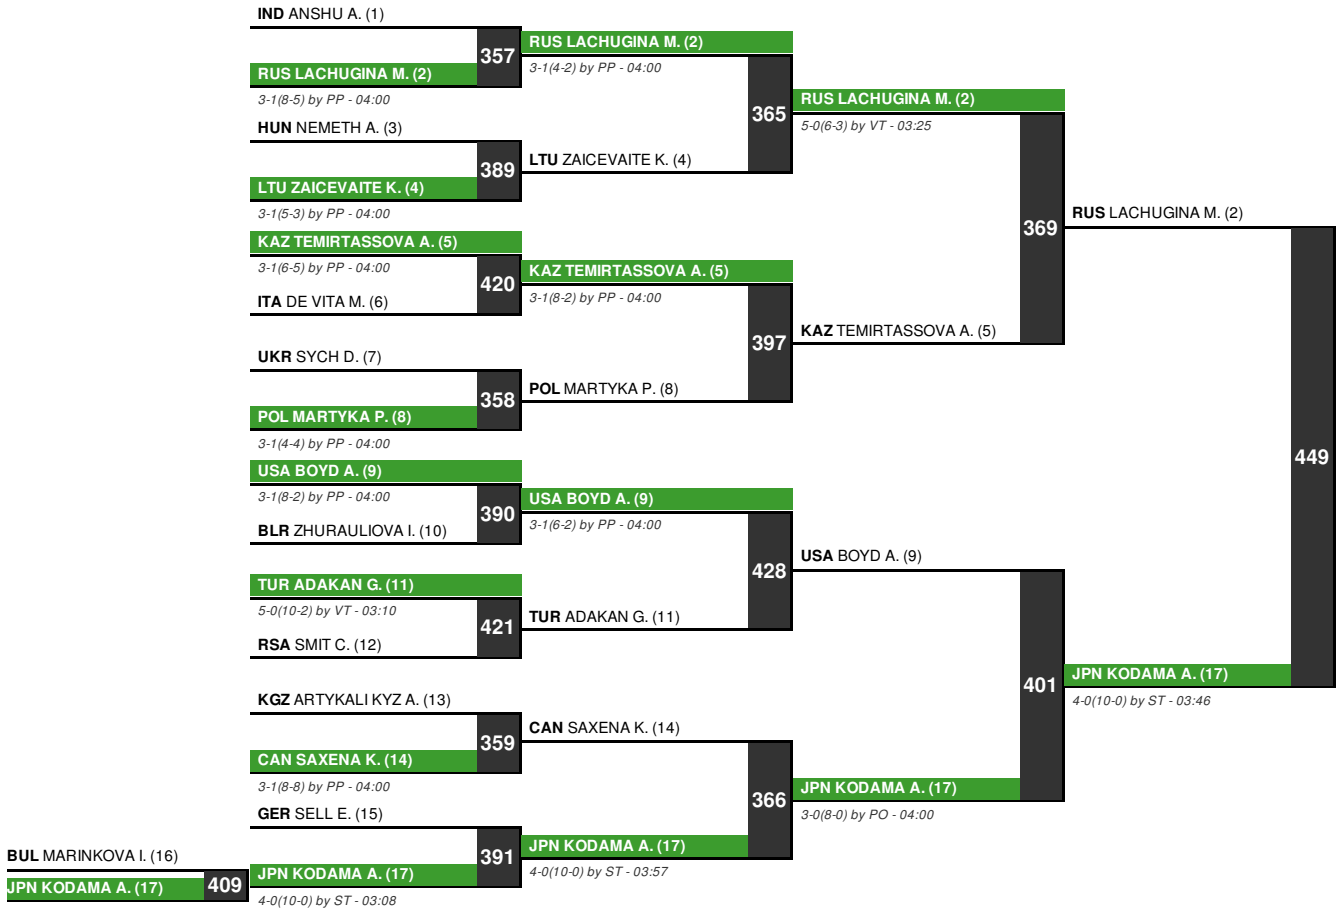 IND ANSHU A. (1)
357
RUS LACHUGINA M. (2)
3-1(8-5) by PP - 04:00
HUN NEMETH A. (3)
389
LTU ZAICEVAITE K. (4)
3-1(5-3) by PP - 04:00
KAZ TEMIRTASSOVA A. (5)
3-1(6-5) by PP - 04:00
420
ITA DE VITA M. (6)
UKR SYCH D. (7)
358
POL MARTYKA P. (8)
3-1(4-4) by PP - 04:00
USA BOYD A. (9)
3-1(8-2) by PP - 04:00
390
BLR ZHURAULIOVA I. (10)
TUR ADAKAN G. (11)
5-0(10-2) by VT - 03:10
421
RSA SMIT C. (12)
KGZ ARTYKALI KYZ A. (13)
359
CAN SAXENA K. (14)
3-1(8-8) by PP - 04:00
GER SELL E. (15)
391
BUL MARINKOVA I. (16)
JPN KODAMA A. (17)
409
JPN KODAMA A. (17)
4-0(10-0) by ST - 03:08
RUS LACHUGINA M. (2)
3-1(4-2) by PP - 04:00
365
LTU ZAICEVAITE K. (4)
KAZ TEMIRTASSOVA A. (5)
3-1(8-2) by PP - 04:00
397
POL MARTYKA P. (8)
USA BOYD A. (9)
3-1(6-2) by PP - 04:00
428
TUR ADAKAN G. (11)
CAN SAXENA K. (14)
366
JPN KODAMA A. (17)
4-0(10-0) by ST - 03:57
RUS LACHUGINA M. (2)
5-0(6-3) by VT - 03:25
369
KAZ TEMIRTASSOVA A. (5)
USA BOYD A. (9)
401
JPN KODAMA A. (17)
3-0(8-0) by PO - 04:00
RUS LACHUGINA M. (2)
449
JPN KODAMA A. (17)
4-0(10-0) by ST - 03:46